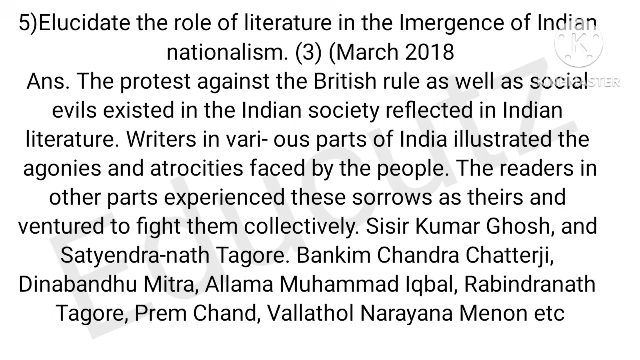 5)Elucidate the role of literature in the Imergence of Indian
nationalism. (3) (March 2018
Ans. The protest against the British rule as well as social
evils existed in the Indian society reflected in Indian
literature. Writers in vari- ous parts of India illustrated the
agonies and atrocities faced by the people. The readers in
other parts experienced these sorrows as theirs and
ventured to fight them collectively. Sisir Kumar Ghosh, and
Satyendra-nath Tagore. Bankim Chandra Chatterji,
Dinabandhu Mitra, Allama Muhammad Iqbal, Rabindranath
Tagore, Prem Chand, Vallathol Narayana Menon etc
Educutz